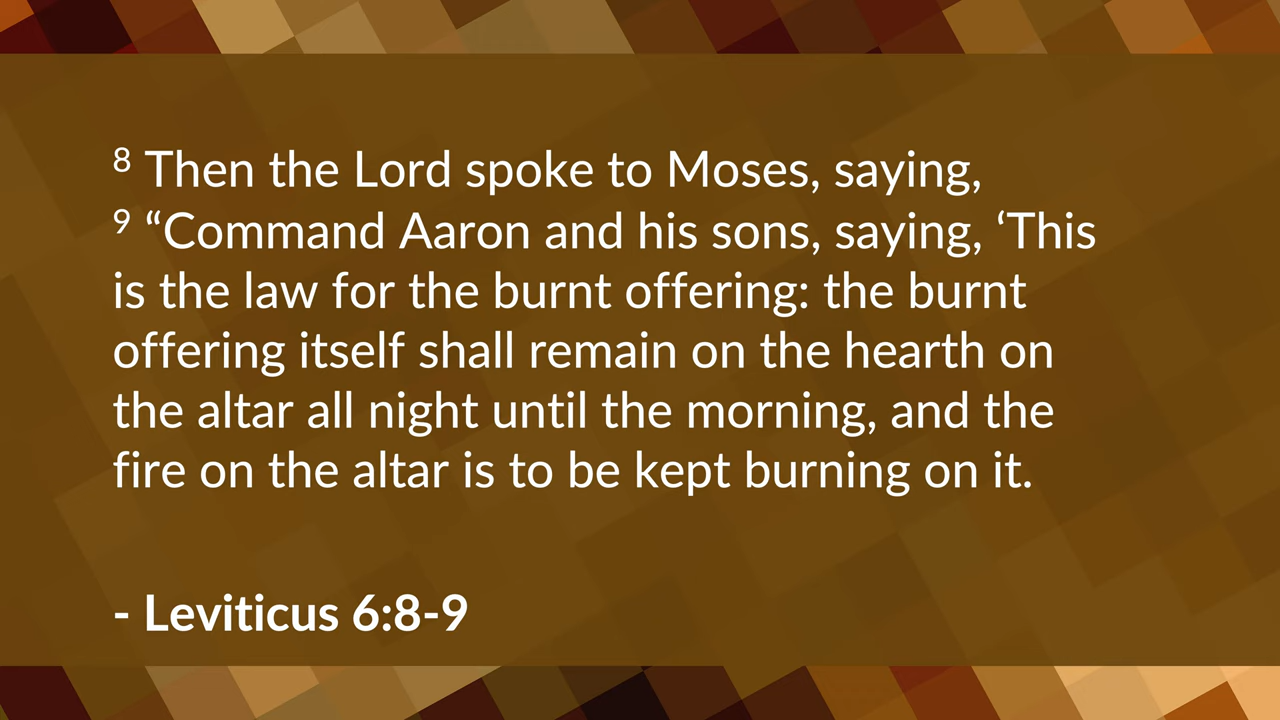 8 Then the Lord spoke to Moses, saying,
9 “Command Aaron and his sons, saying, ‘This
is the law for the burnt offering: the burnt
offering itself shall remain on the hearth on
the altar all night until the morning, and the
fire on the altar is to be kept burning on it.
- Leviticus 6:8-9